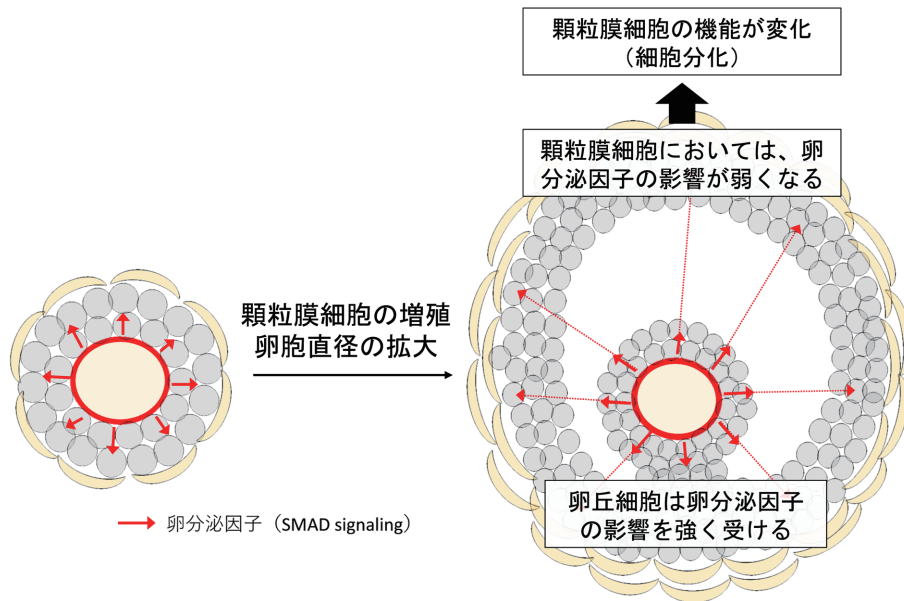 顆粒膜細胞の機能が変化
（細胞分化）
顆粒膜細胞においては、卵
分泌因子の影響が弱くなる
顆粒膜細胞の増殖
卵胞直径の拡大
卵丘細胞は卵分泌因子
の影響を強く受ける
卵分泌因子（SMAD signaling）